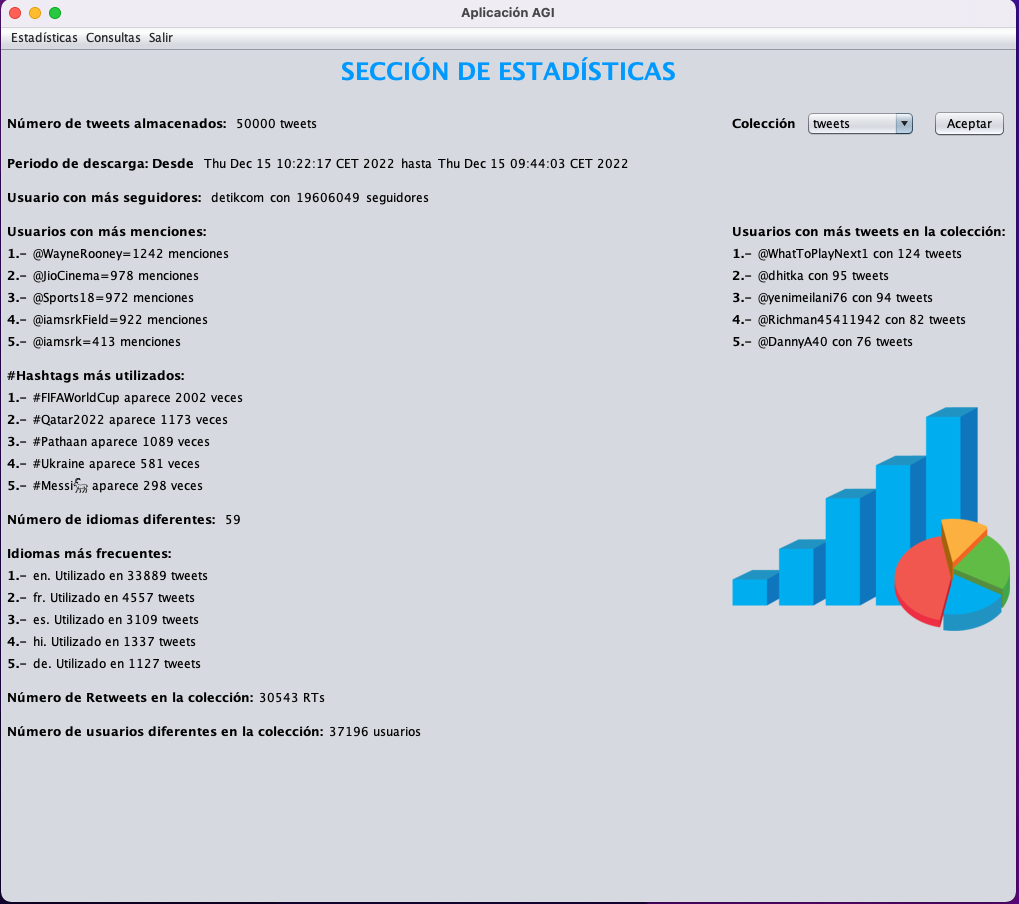 Aplicación AGI
Estadísticas Consultas Salir
SECCIÓN DE ESTADÍSTICAS
Número de tweets almacenados: 50000 tweets
Colección tweets Aceptar
Periodo de descarga: Desde Thu Dec 15 10:22:17 CET 2022 hasta Thu Dec 15 09:44:03 CET 2022
Usuario con más seguidores: detikcom con 19606049 seguidores
Usuarios con más menciones:
1.- @WayneRooney=1242 menciones
2.- @JioCinema=978 menciones
3.- @Sports18=972 menciones
4.- @iamsrkField=922 menciones
5.- @iamsrk=413 menciones
Usuarios con más tweets en la colección:
1.- @WhatToPlayNext1 con 124 tweets
2.- @dhitka con 95 tweets
3.- @yenimeilani76 con 94 tweets
4.- @Richman45411942 con 82 tweets
5.- @DannyA40 con 76 tweets
#Hashtags más utilizados:
1.- #FIFAWorldCup aparece 2002 veces
2.- #Qatar2022 aparece 1173 veces
3.- #Pathaan aparece 1089 veces
4.- #Ukraine aparece 581 veces
5.- #Messi🐐 aparece 298 veces
Número de idiomas diferentes: 59
Idiomas más frecuentes:
1.- en. Utilizado en 33889 tweets
2.- fr. Utilizado en 4557 tweets
3.- es. Utilizado en 3109 tweets
4.- hi. Utilizado en 1337 tweets
5.- de. Utilizado en 1127 tweets
Número de Retweets en la colección: 30543 RTs
Número de usuarios diferentes en la colección: 37196 usuarios